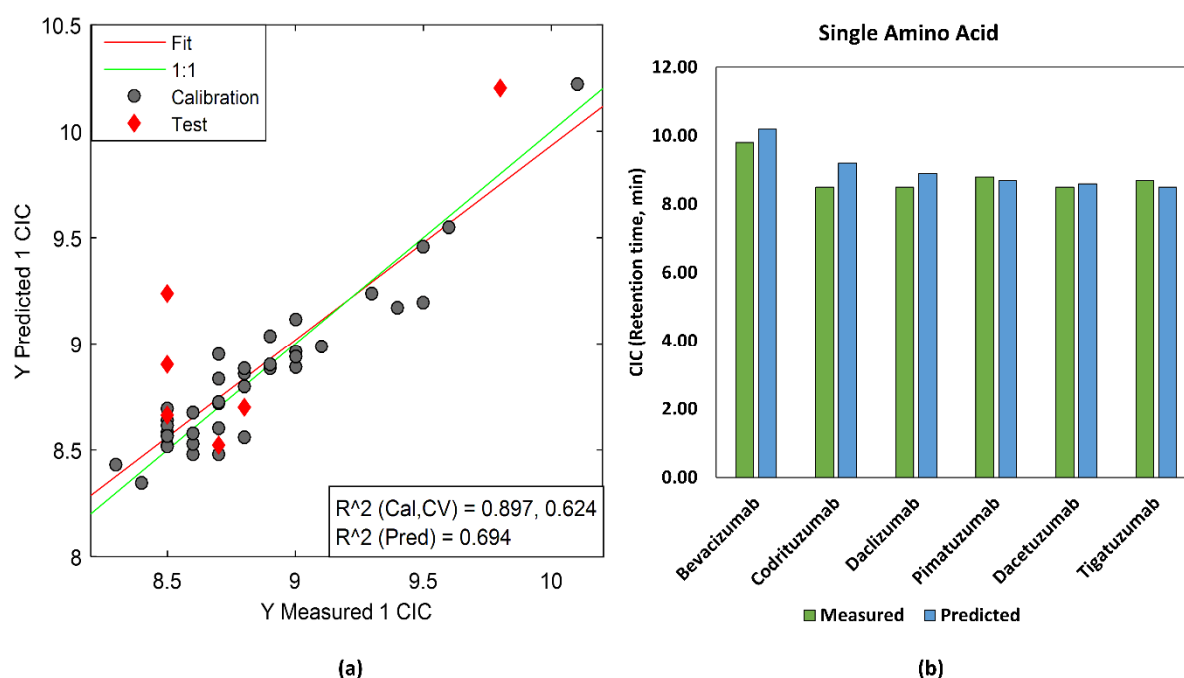 10.5
10
9.5
9
8.5
8
Y Predicted 1 CIC
Fit
1:1
Calibration
Test
R^2 (Cal,CV) = 0.897, 0.624
R^2 (Pred) = 0.694
8.5
9
9.5
10
Y Measured 1 CIC
(a)
Single Amino Acid
12.00
10.00
8.00
6.00
4.00
2.00
0.00
CIC (Retention time, min)
Bevacizumab
Codrituzumab
Daclizumab
Pimatuzumab
Dacetuzumab
Tigatuzumab
Measured
Predicted
(b)